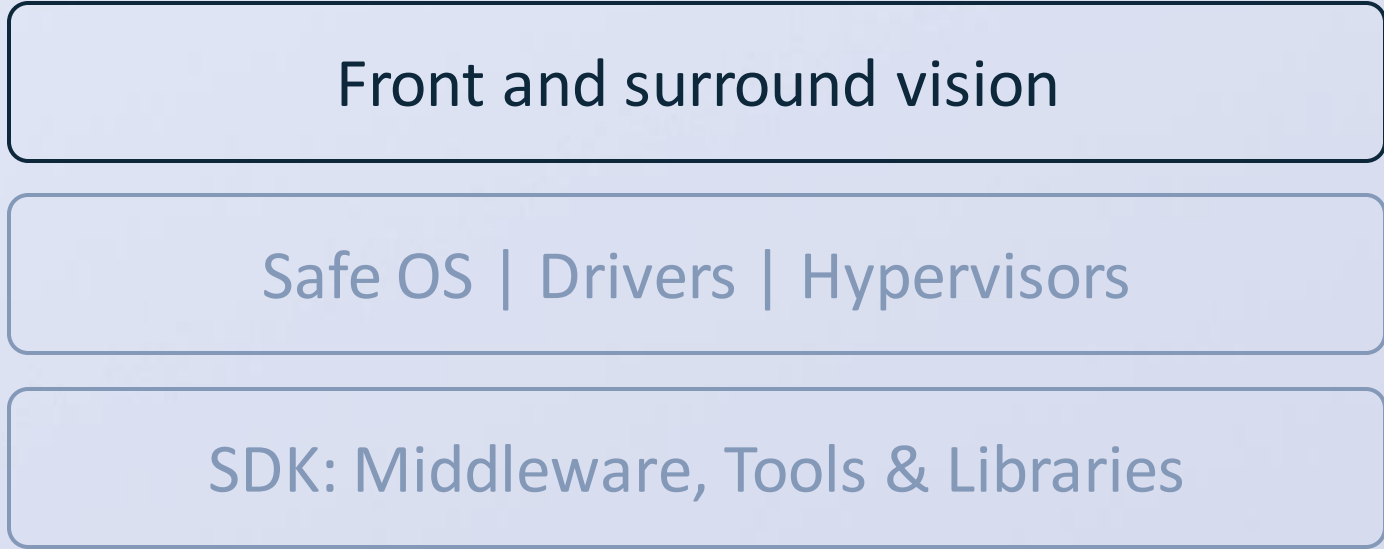 Front and surround vision
Safe OS | Drivers | Hypervisors
SDK: Middleware, Tools & Libraries